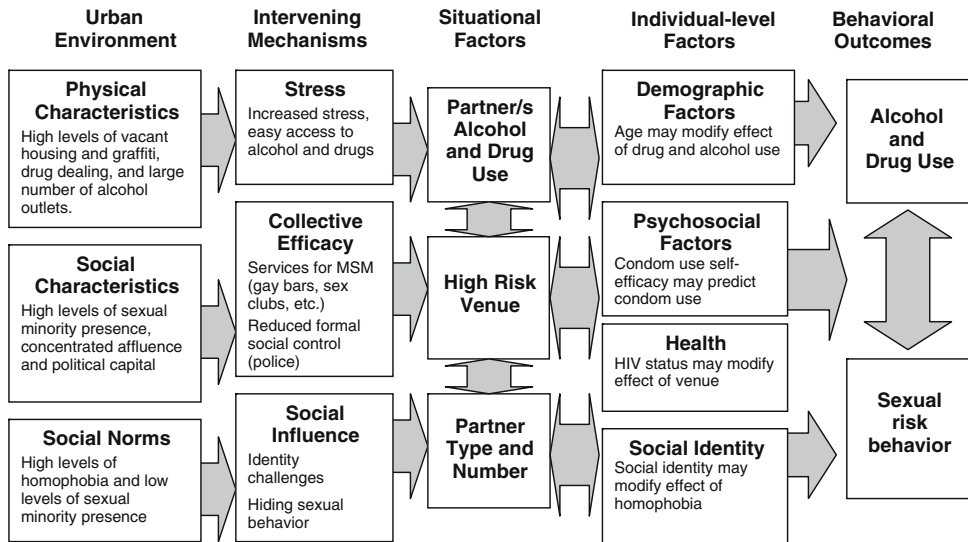 Urban
Environment
Intervening
Mechanisms
Situational
Factors
Individual-level
Factors
Behavioral
Outcomes
Physical
Characteristics
High levels of vacant
housing and graffiti,
drug dealing, and large
number of alcohol
outlets.
Social
Characteristics
High levels of sexual
minority presence,
concentrated affluence
and political capital
Social Norms
High levels of
homophobia and low
levels of sexual
minority presence
Stress
Increased stress,
easy access to
alcohol and drugs
Collective
Efficacy
Services for MSM
(gay bars, sex
clubs, etc.)
Reduced formal
social control
(police)
Social
Influence
Identity
challenges
Hiding sexual
behavior
Partner/s
Alcohol
and Drug
Use
High Risk
Venue
Partner
Type and
Number
Demographic
Factors
Age may modify effect
of drug and alcohol use
Psychosocial
Factors
Condom use self-
efficacy may predict
condom use
Health
HIV status may modify
effect of venue
Social Identity
Social identity may
modify effect of
homophobia
Alcohol
and
Drug Use
Sexual
risk
behavior